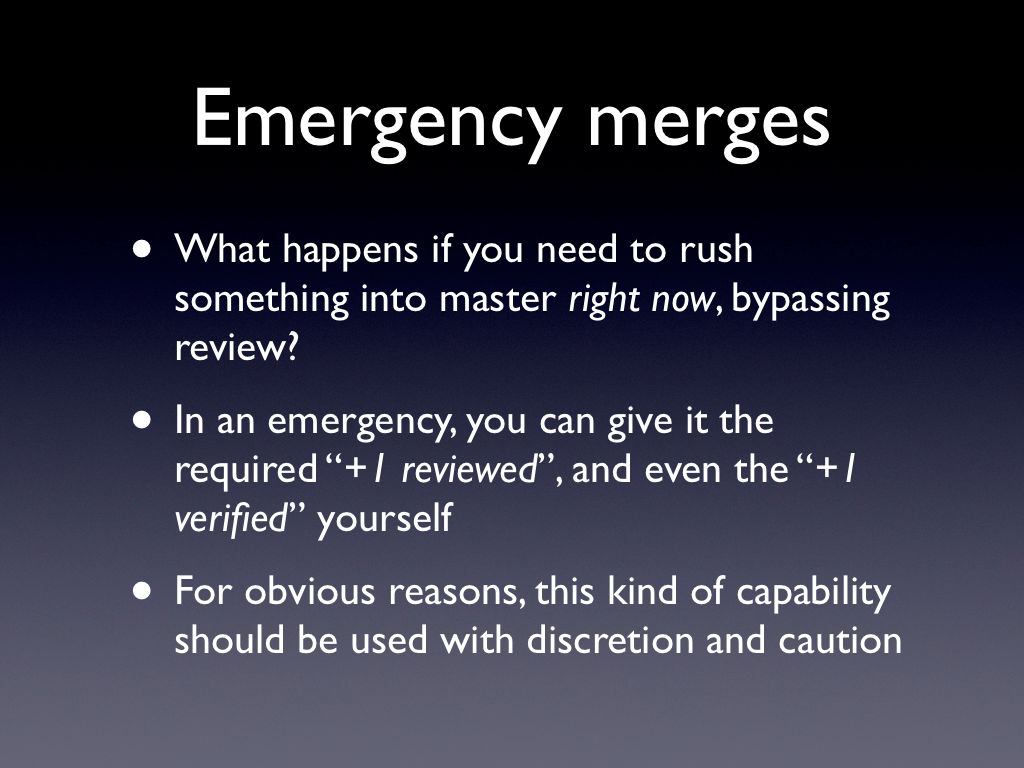 Emergency merges
• What happens if you need to rush
something into master right now, bypassing
review?
• In an emergency, you can give it the
required “+1 reviewed”, and even the “+1
verified” yourself
• For obvious reasons, this kind of capability
should be used with discretion and caution